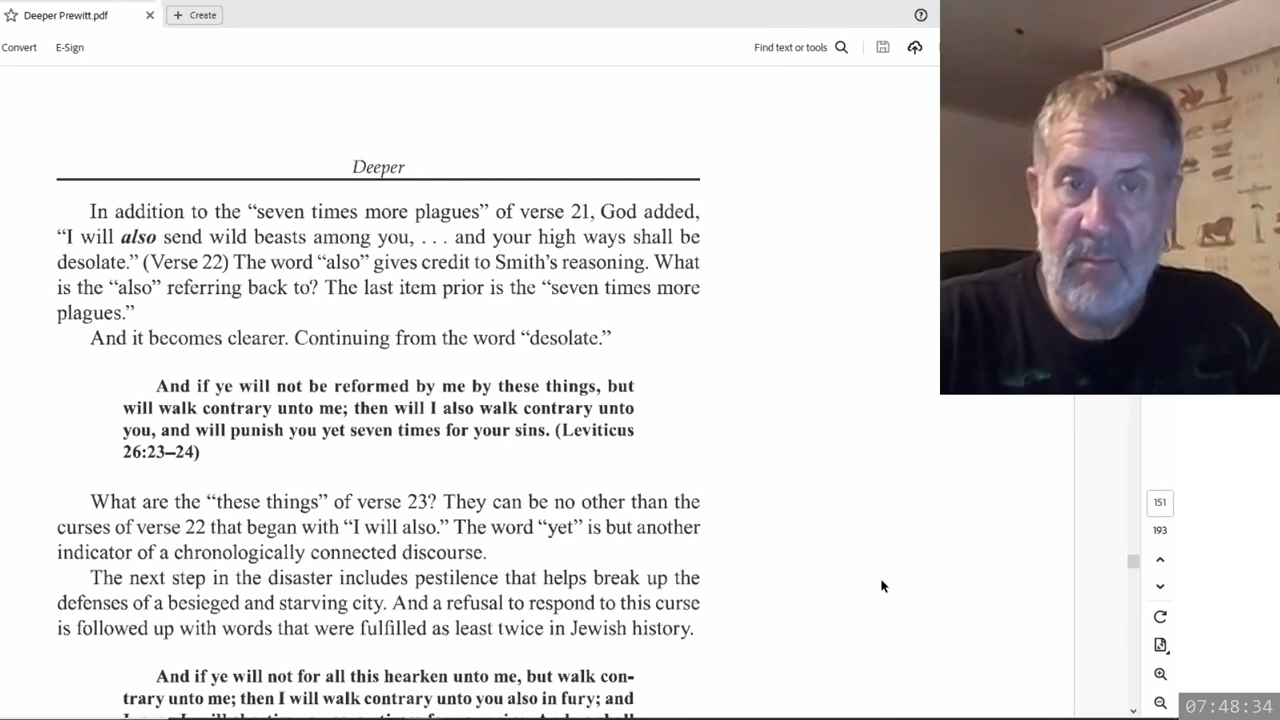 Deeper Prewitt.pdf
Create
Convert
E-Sign
Find text or tools
Deeper
In addition to the “seven times more plagues” of verse 21, God added,
“I will also send wild beasts among you, . . . and your high ways shall be
desolate.” (Verse 22) The word “also” gives credit to Smith’s reasoning. What
is the “also” referring back to? The last item prior is the “seven times more
plagues.”
And it becomes clearer. Continuing from the word “desolate.”
And if ye will not be reformed by me by these things, but
will walk contrary unto me; then will I also walk contrary unto
you, and will punish you yet seven times for your sins. (Leviticus
26:23–24)
What are the “these things” of verse 23? They can be no other than the
curses of verse 22 that began with “I will also.” The word “yet” is but another
indicator of a chronologically connected discourse.
The next step in the disaster includes pestilence that helps break up the
defenses of a besieged and starving city. And a refusal to respond to this curse
is followed up with words that were fulfilled as least twice in Jewish history.
And if ye will not for all this hearken unto me, but walk con-
trary unto me; then I will walk contrary unto you also in fury; and
151
193
07:48:34